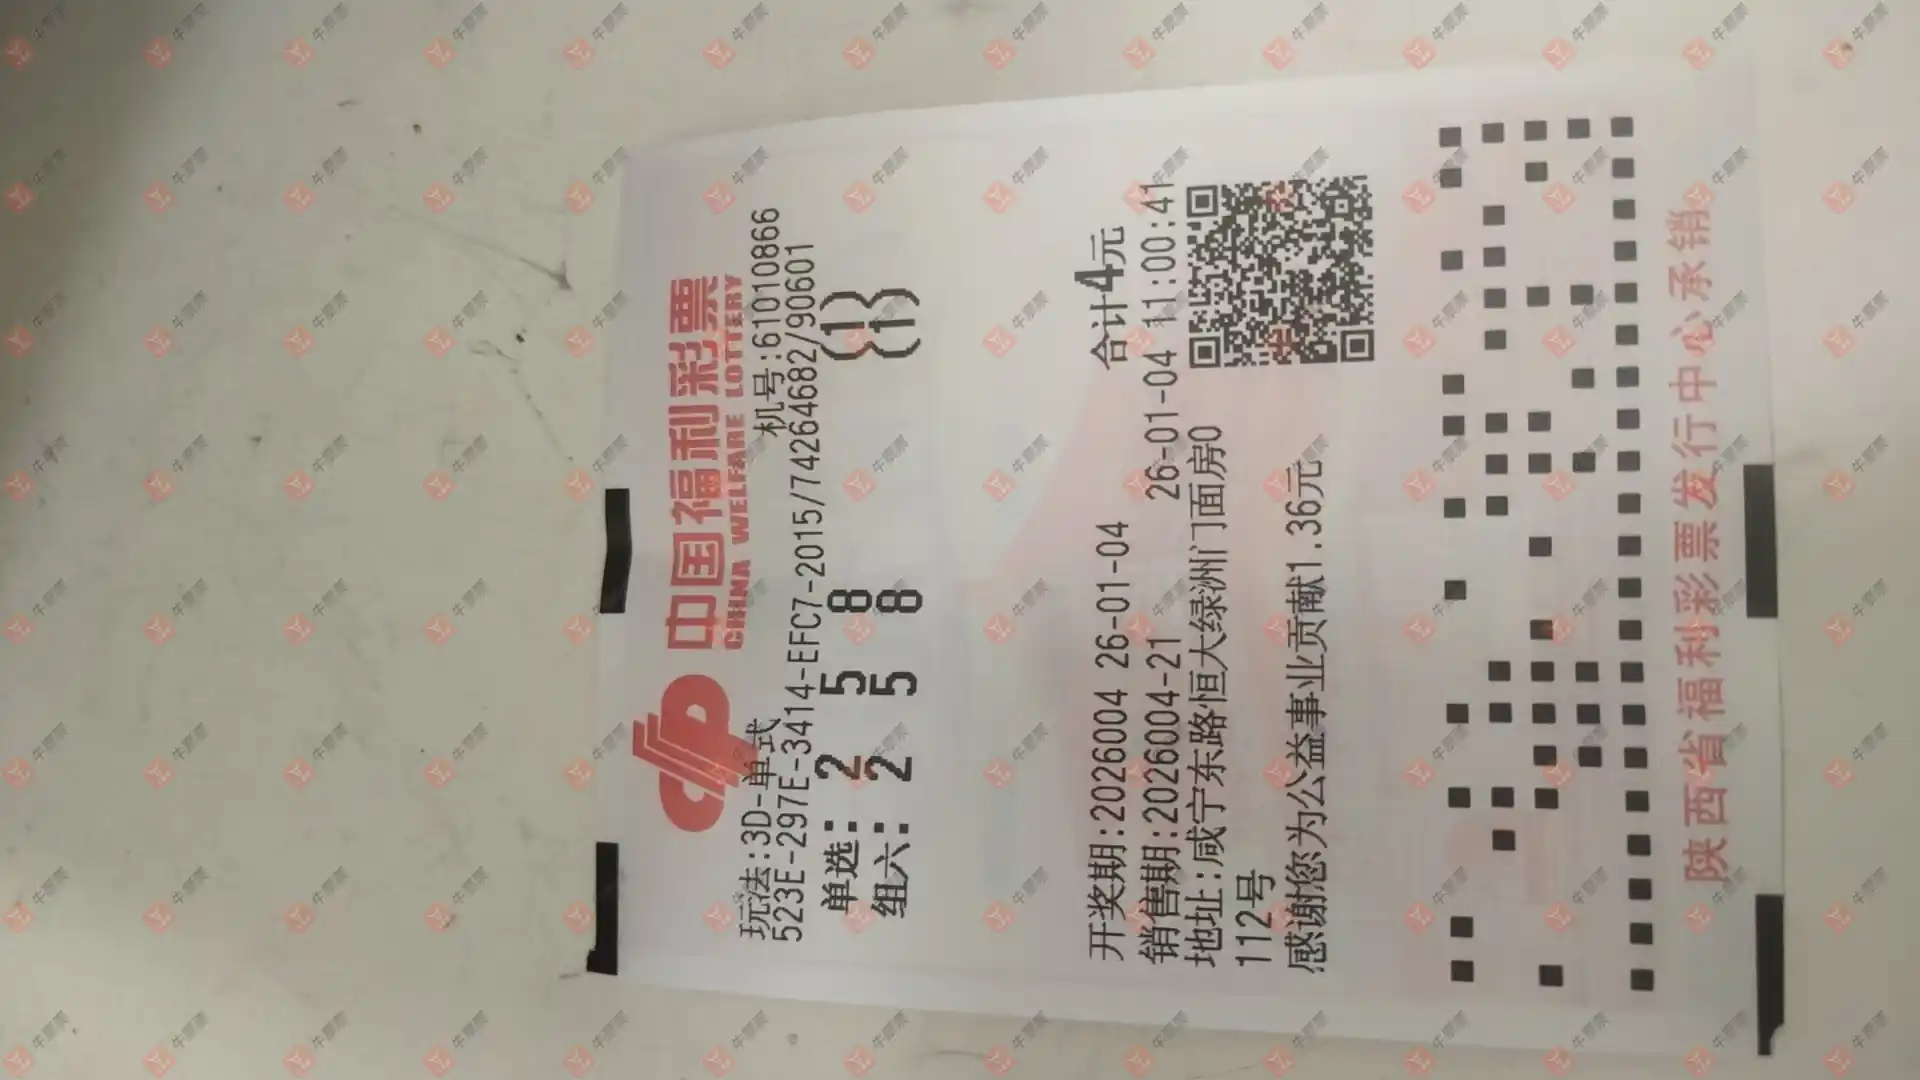 中国福利彩票
CHINA WELFARE LOTTERY
玩法:3D-单式 机号:61010866
523E-297E-3414-EFC7-2015/74264682/90601
单选: 2 5 8 (1)
组六: 2 5 8 (1)
合计4元
开奖期:2026004 26-01-04
销售期:2026004-21 26-01-04 11:00:41
地址:咸宁东路恒大绿洲门面房0
112号
感谢您为公益事业贡献1.36元
陕西省福利彩票发行中心承销